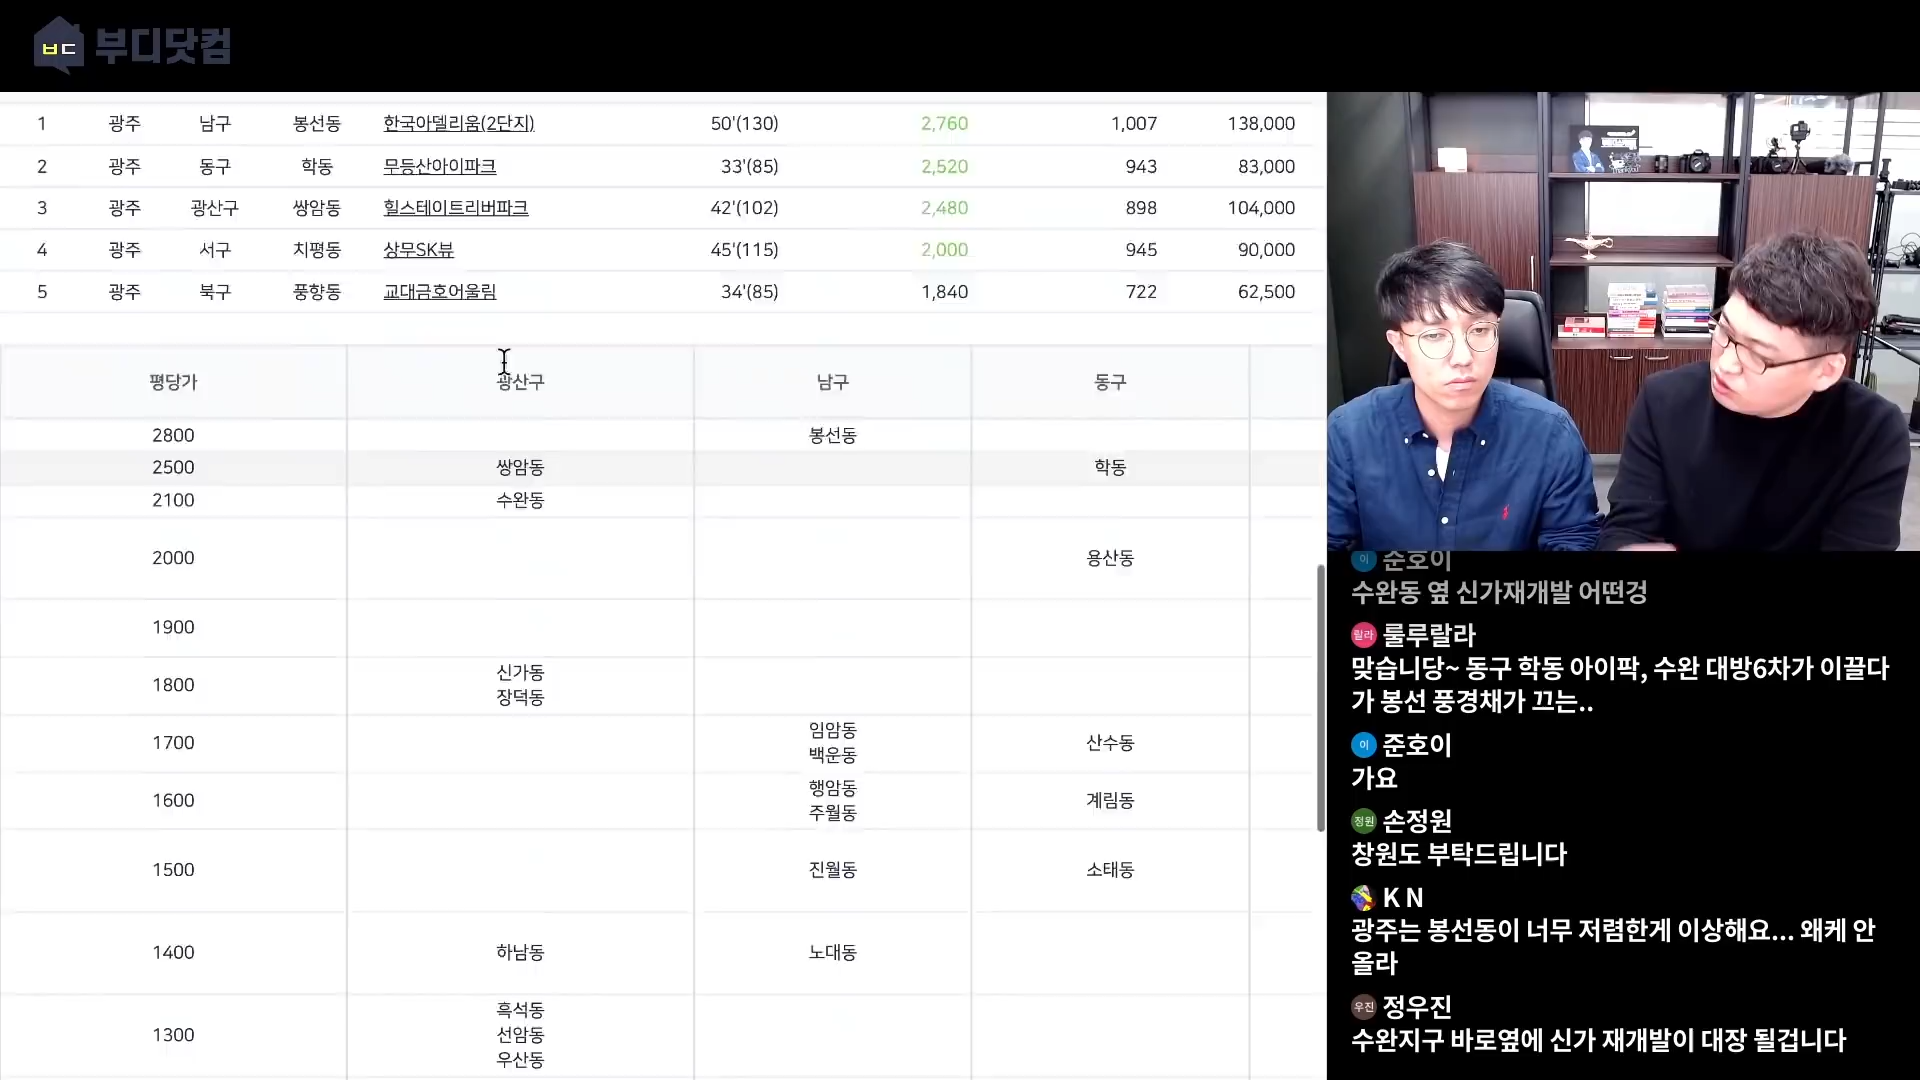 ㅂㄷ 부디닷컴
1 광주 남구 봉선동 한국아델리움(2단지) 50'(130) 2,760 1,007 138,000
2 광주 동구 학동 무등산아이파크 33'(85) 2,520 943 83,000
3 광주 광산구 쌍암동 힐스테이트리버파크 42'(102) 2,480 898 104,000
4 광주 서구 치평동 상무SK뷰 45'(115) 2,000 945 90,000
5 광주 북구 풍향동 교대금호어울림 34'(85) 1,840 722 62,500
평당가 광산구 남구 동구
2800 봉선동
2500 쌍암동 학동
2100 수완동
2000 용산동
1900
1800 신가동
장덕동
1700 임암동 산수동
백운동
1600 행암동 계림동
주월동
1500 진월동 소태동
1400 하남동 노대동
1300 흑석동
선암동
우산동
이 준호이
수완동 옆 신가재개발 어떤겅
릴라 룰루랄라
맞습니당~ 동구 학동 아이팍, 수완 대방6차가 이끌다
가 봉선 풍경채가 끄는..
이 준호이
가요
정원 손정원
창원도 부탁드립니다
K N
광주는 봉선동이 너무 저렴한게 이상해요... 왜케 안
올라
우진 정우진
수완지구 바로옆에 신가 재개발이 대장 될겁니다